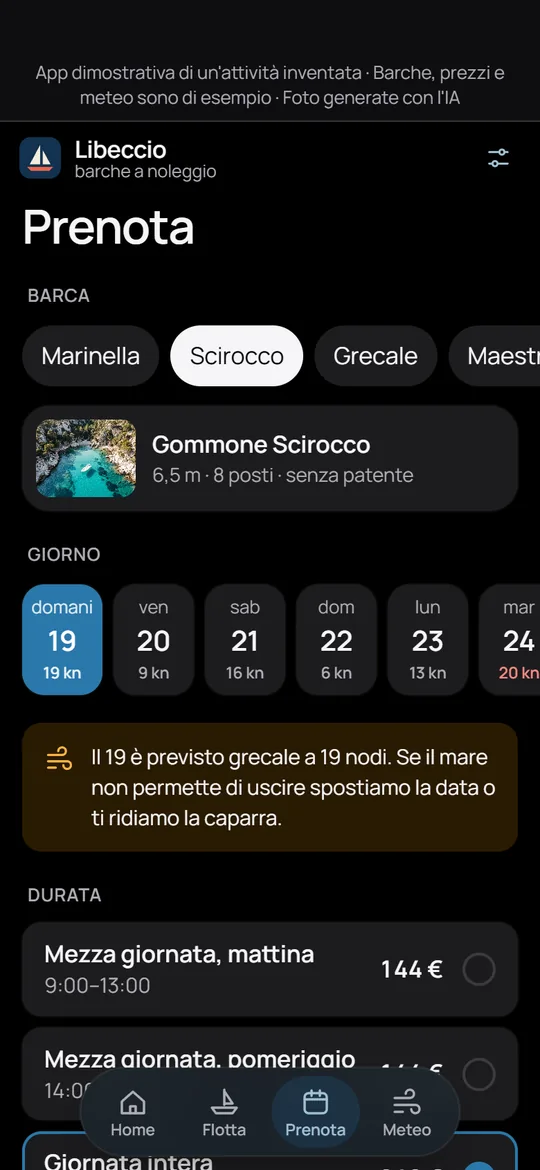 App dimostrativa di un'attività inventata · Barche, prezzi e
meteo sono di esempio · Foto generate con l'IA
Libeccio
barche a noleggio
Prenota
BARCA
Marinella
Scirocco
Grecale
Maestr
Gommone Scirocco
6,5 m · 8 posti · senza patente
GIORNO
domani
19
19 kn
ven
20
9 kn
sab
21
16 kn
dom
22
6 kn
lun
23
13 kn
mar
24
20 kn
Il 19 è previsto grecale a 19 nodi. Se il mare
non permette di uscire spostiamo la data o
ti ridiamo la caparra.
DURATA
Mezza giornata, mattina
9:00–13:00
144 €
Mezza giornata, pomeriggio
144 €
14:0
Home
Flotta
Prenota
Meteo
Giornata intera